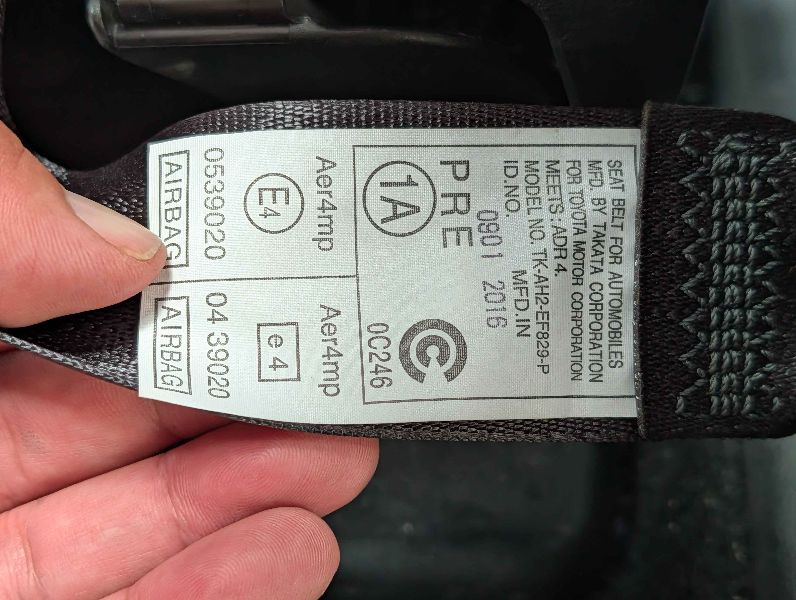 SEAT BELT FOR AUTOMOBILES
MFD. BY TAKATA CORPORATION
FOR TOYOTA MOTOR CORPORATION
MEETS : ADR 4.
MODEL NO. TK-AH2-EF829-P
ID.NO. MFD.IN
0901 2016
PRE
1A
C
0C246
Aer4mp
E4
0539020
AIRBAG
Aer4mp
e4
04 39020
AIRBAG